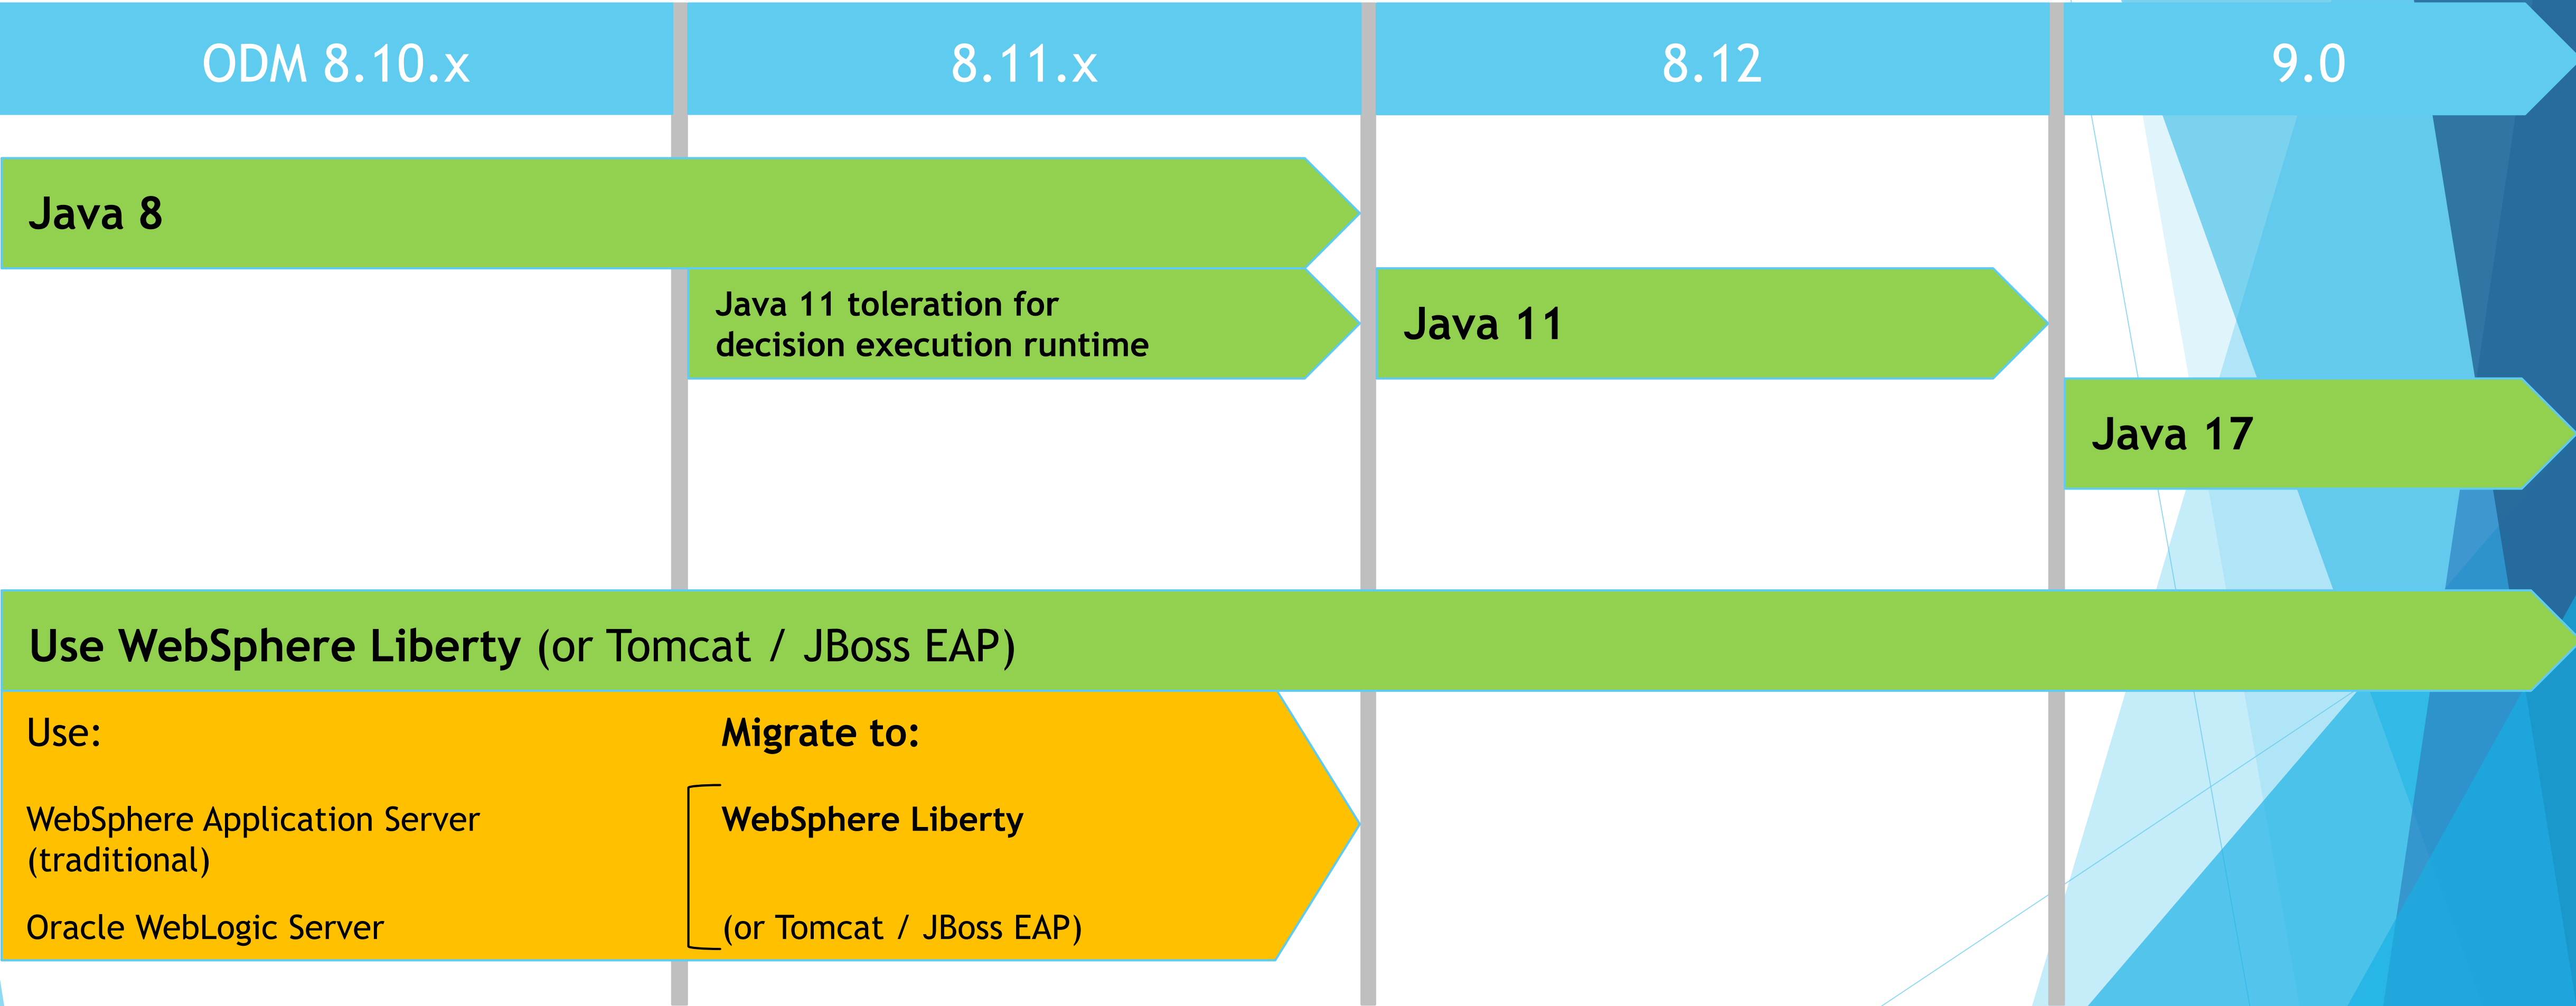 ODM 8.10.x
8.11.x
8.12
9.0
Java 8
Java 11 toleration for
decision execution runtime
Java 11
Java 17
Use WebSphere Liberty (or Tomcat / JBoss EAP)
Use:
WebSphere Application Server
(traditional)
Oracle WebLogic Server
Migrate to:
WebSphere Liberty
(or Tomcat / JBoss EAP)